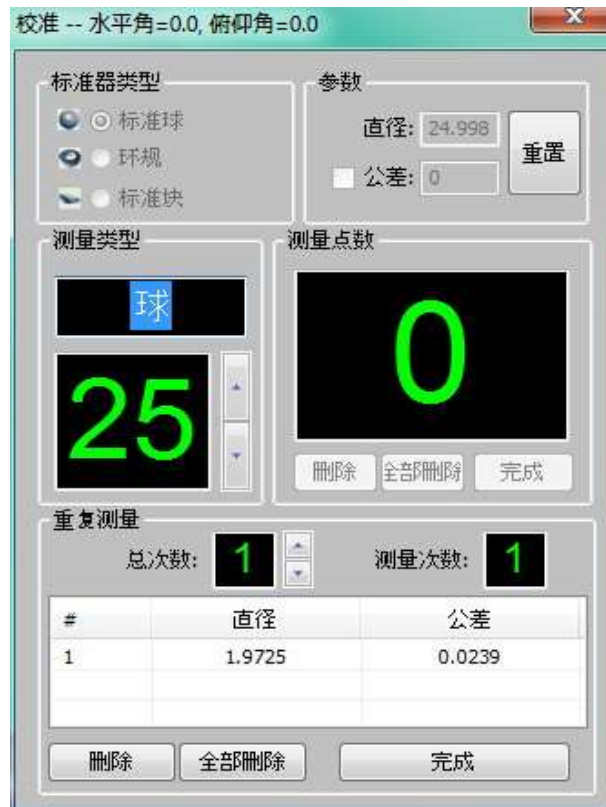 校准 -- 水平角=0.0, 俯仰角=0.0
标准器类型
标准球
环规
标准块
参数
直径: 24.998
公差: 0
重置
测量类型
球
25
测量点数
0
删除 全部删除 完成
重复测量
总次数: 1 测量次数: 1
# 直径 公差
1 1.9725 0.0239
删除 全部删除 完成